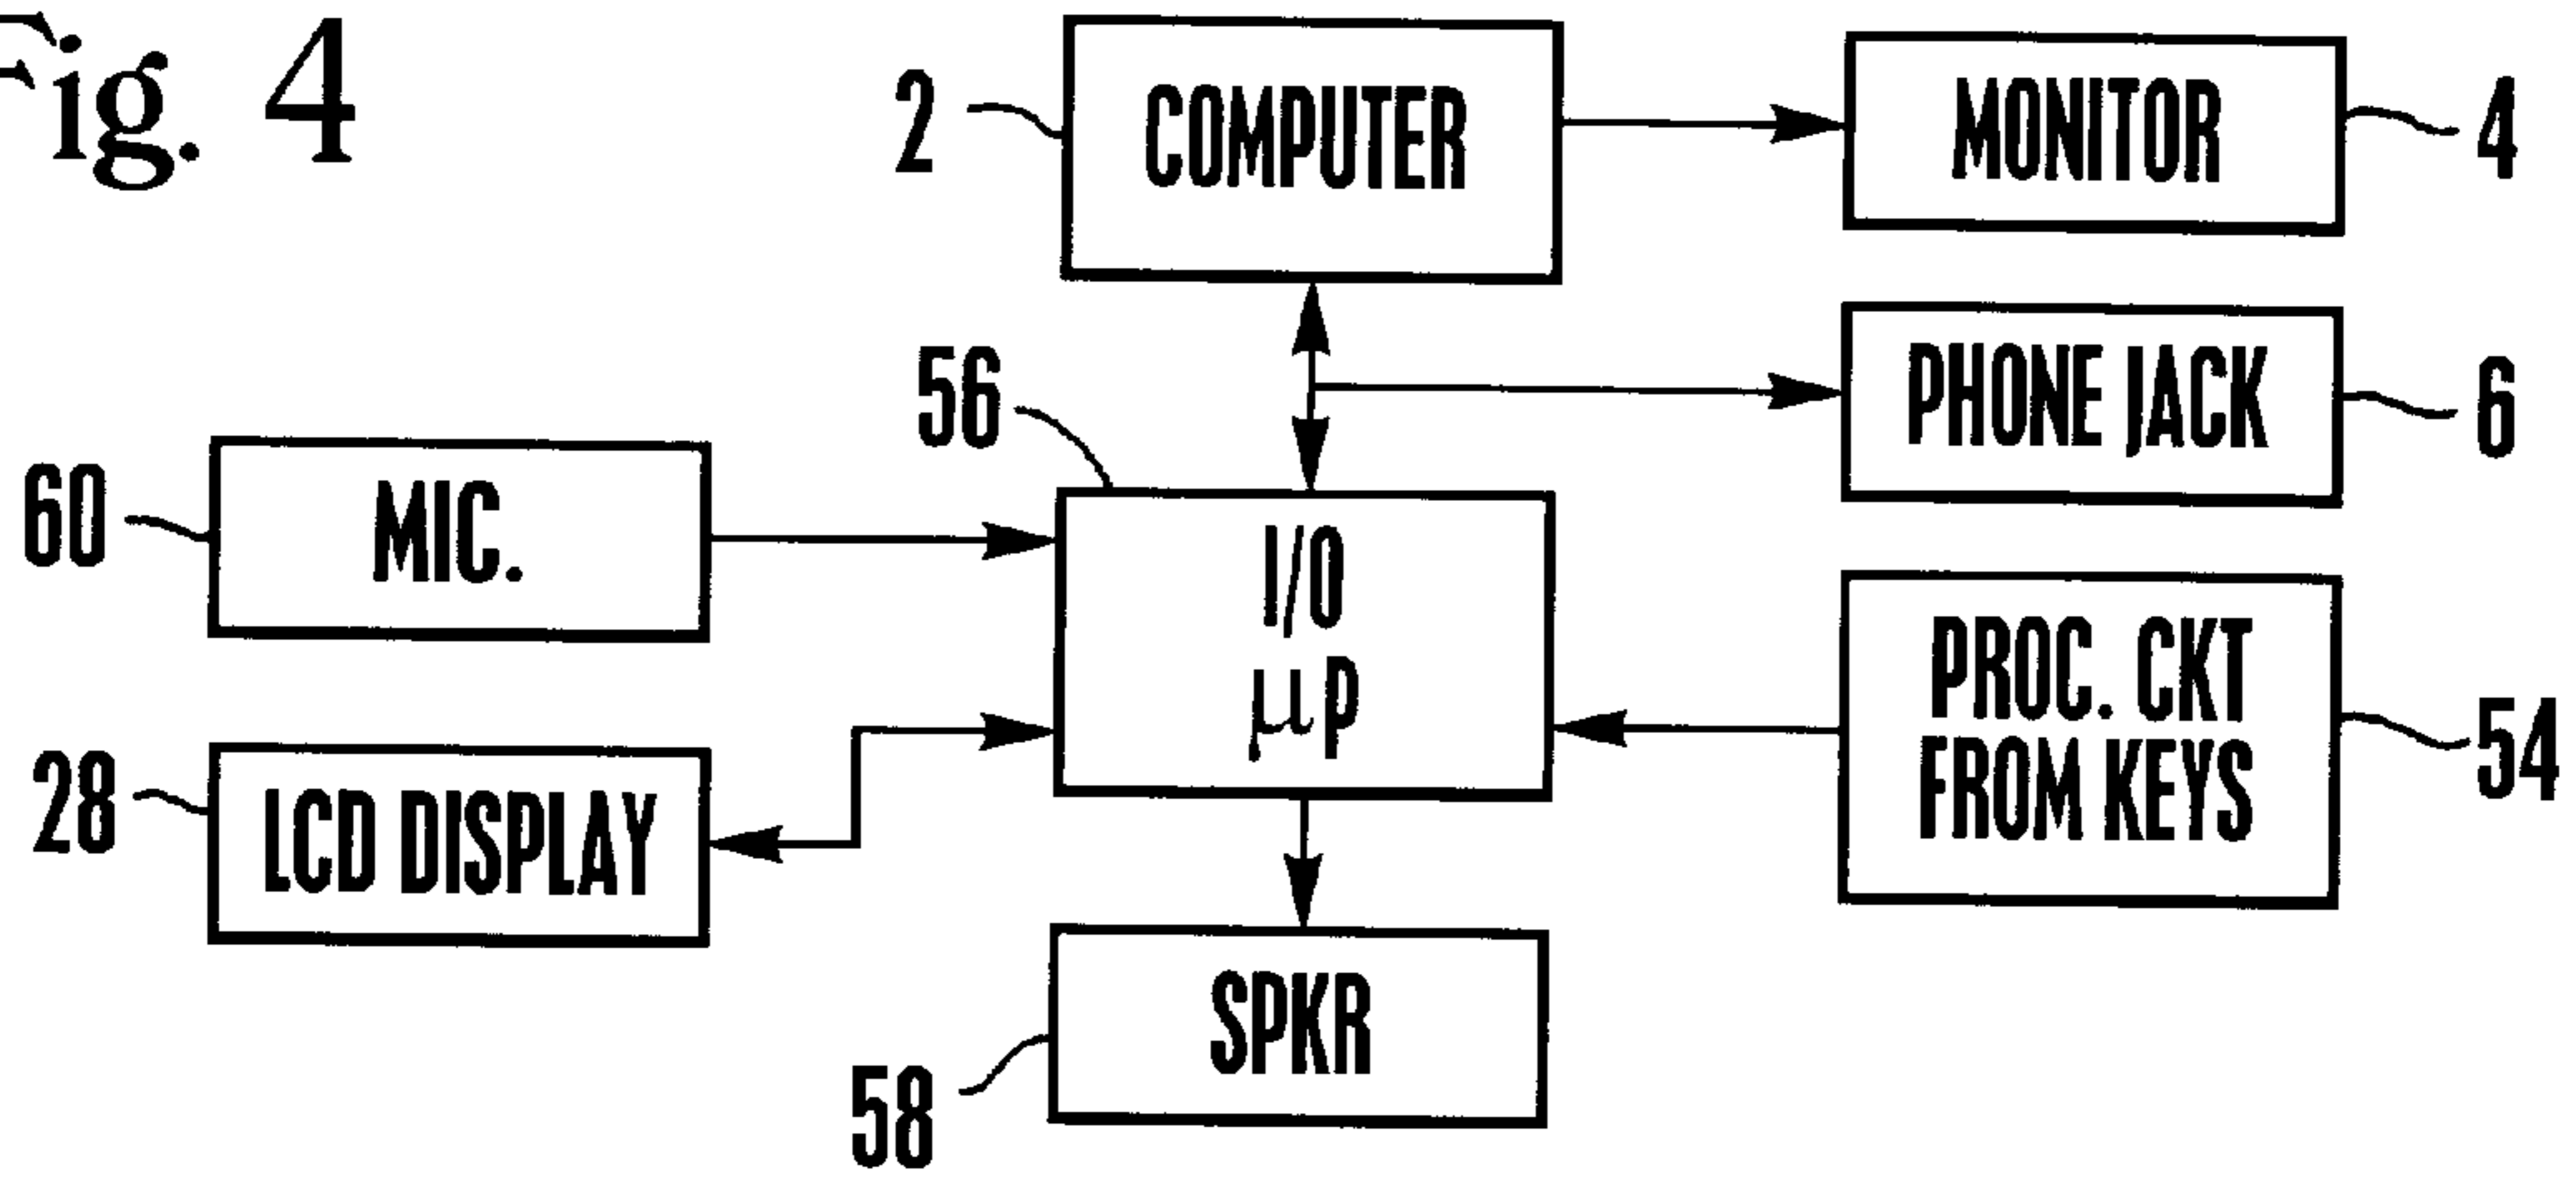 Fig. 4
2
COMPUTER
MONITOR
4
56
PHONE JACK
6
60
MIC.
I/O
μP
PROC. CKT
FROM KEYS
54
28
LCD DISPLAY
SPKR
58